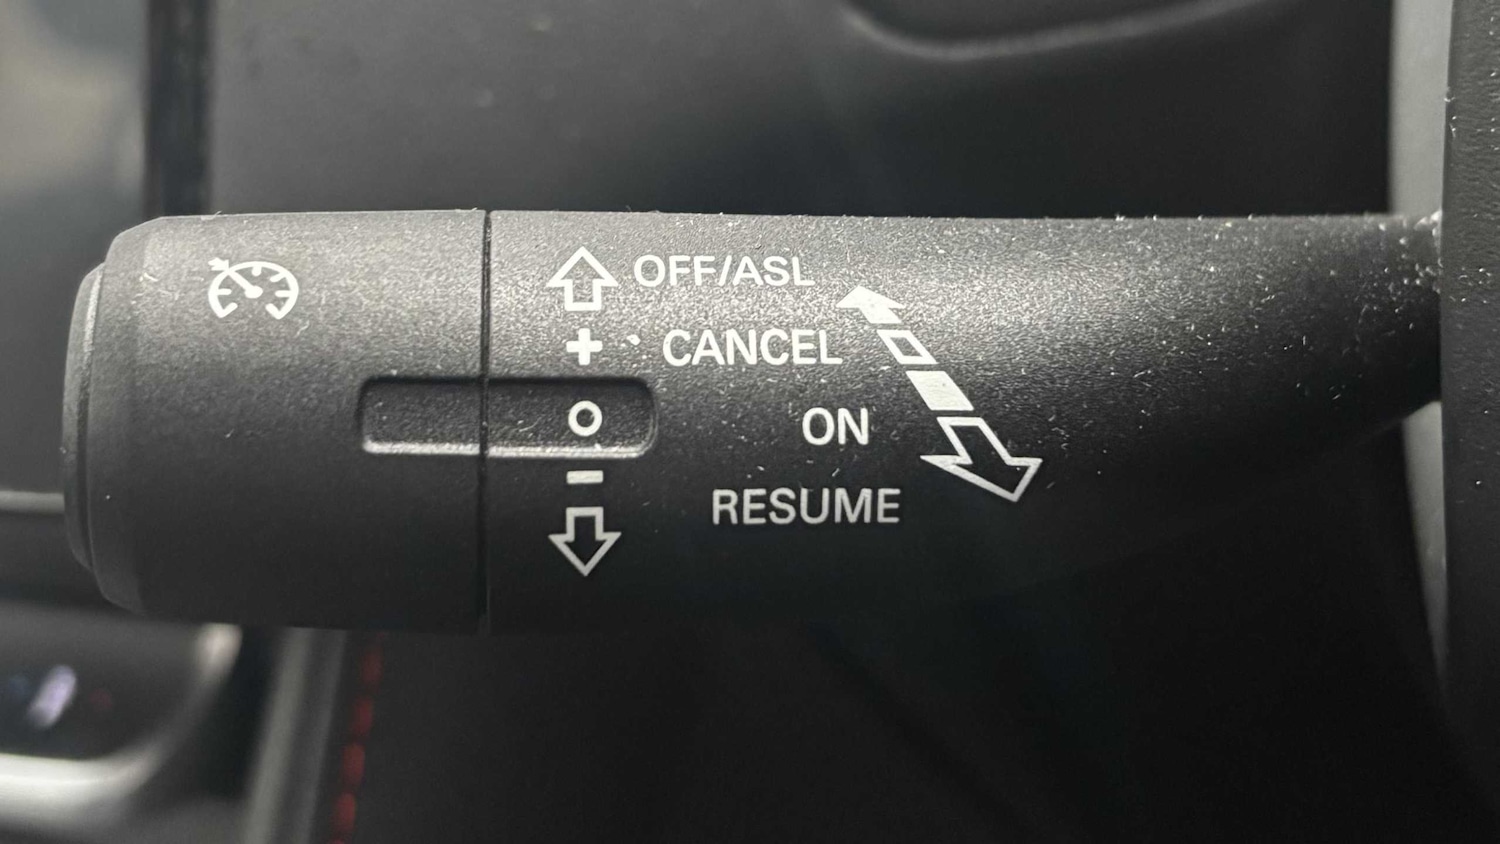 OFF/ASL
+ CANCEL
O ON
− RESUME